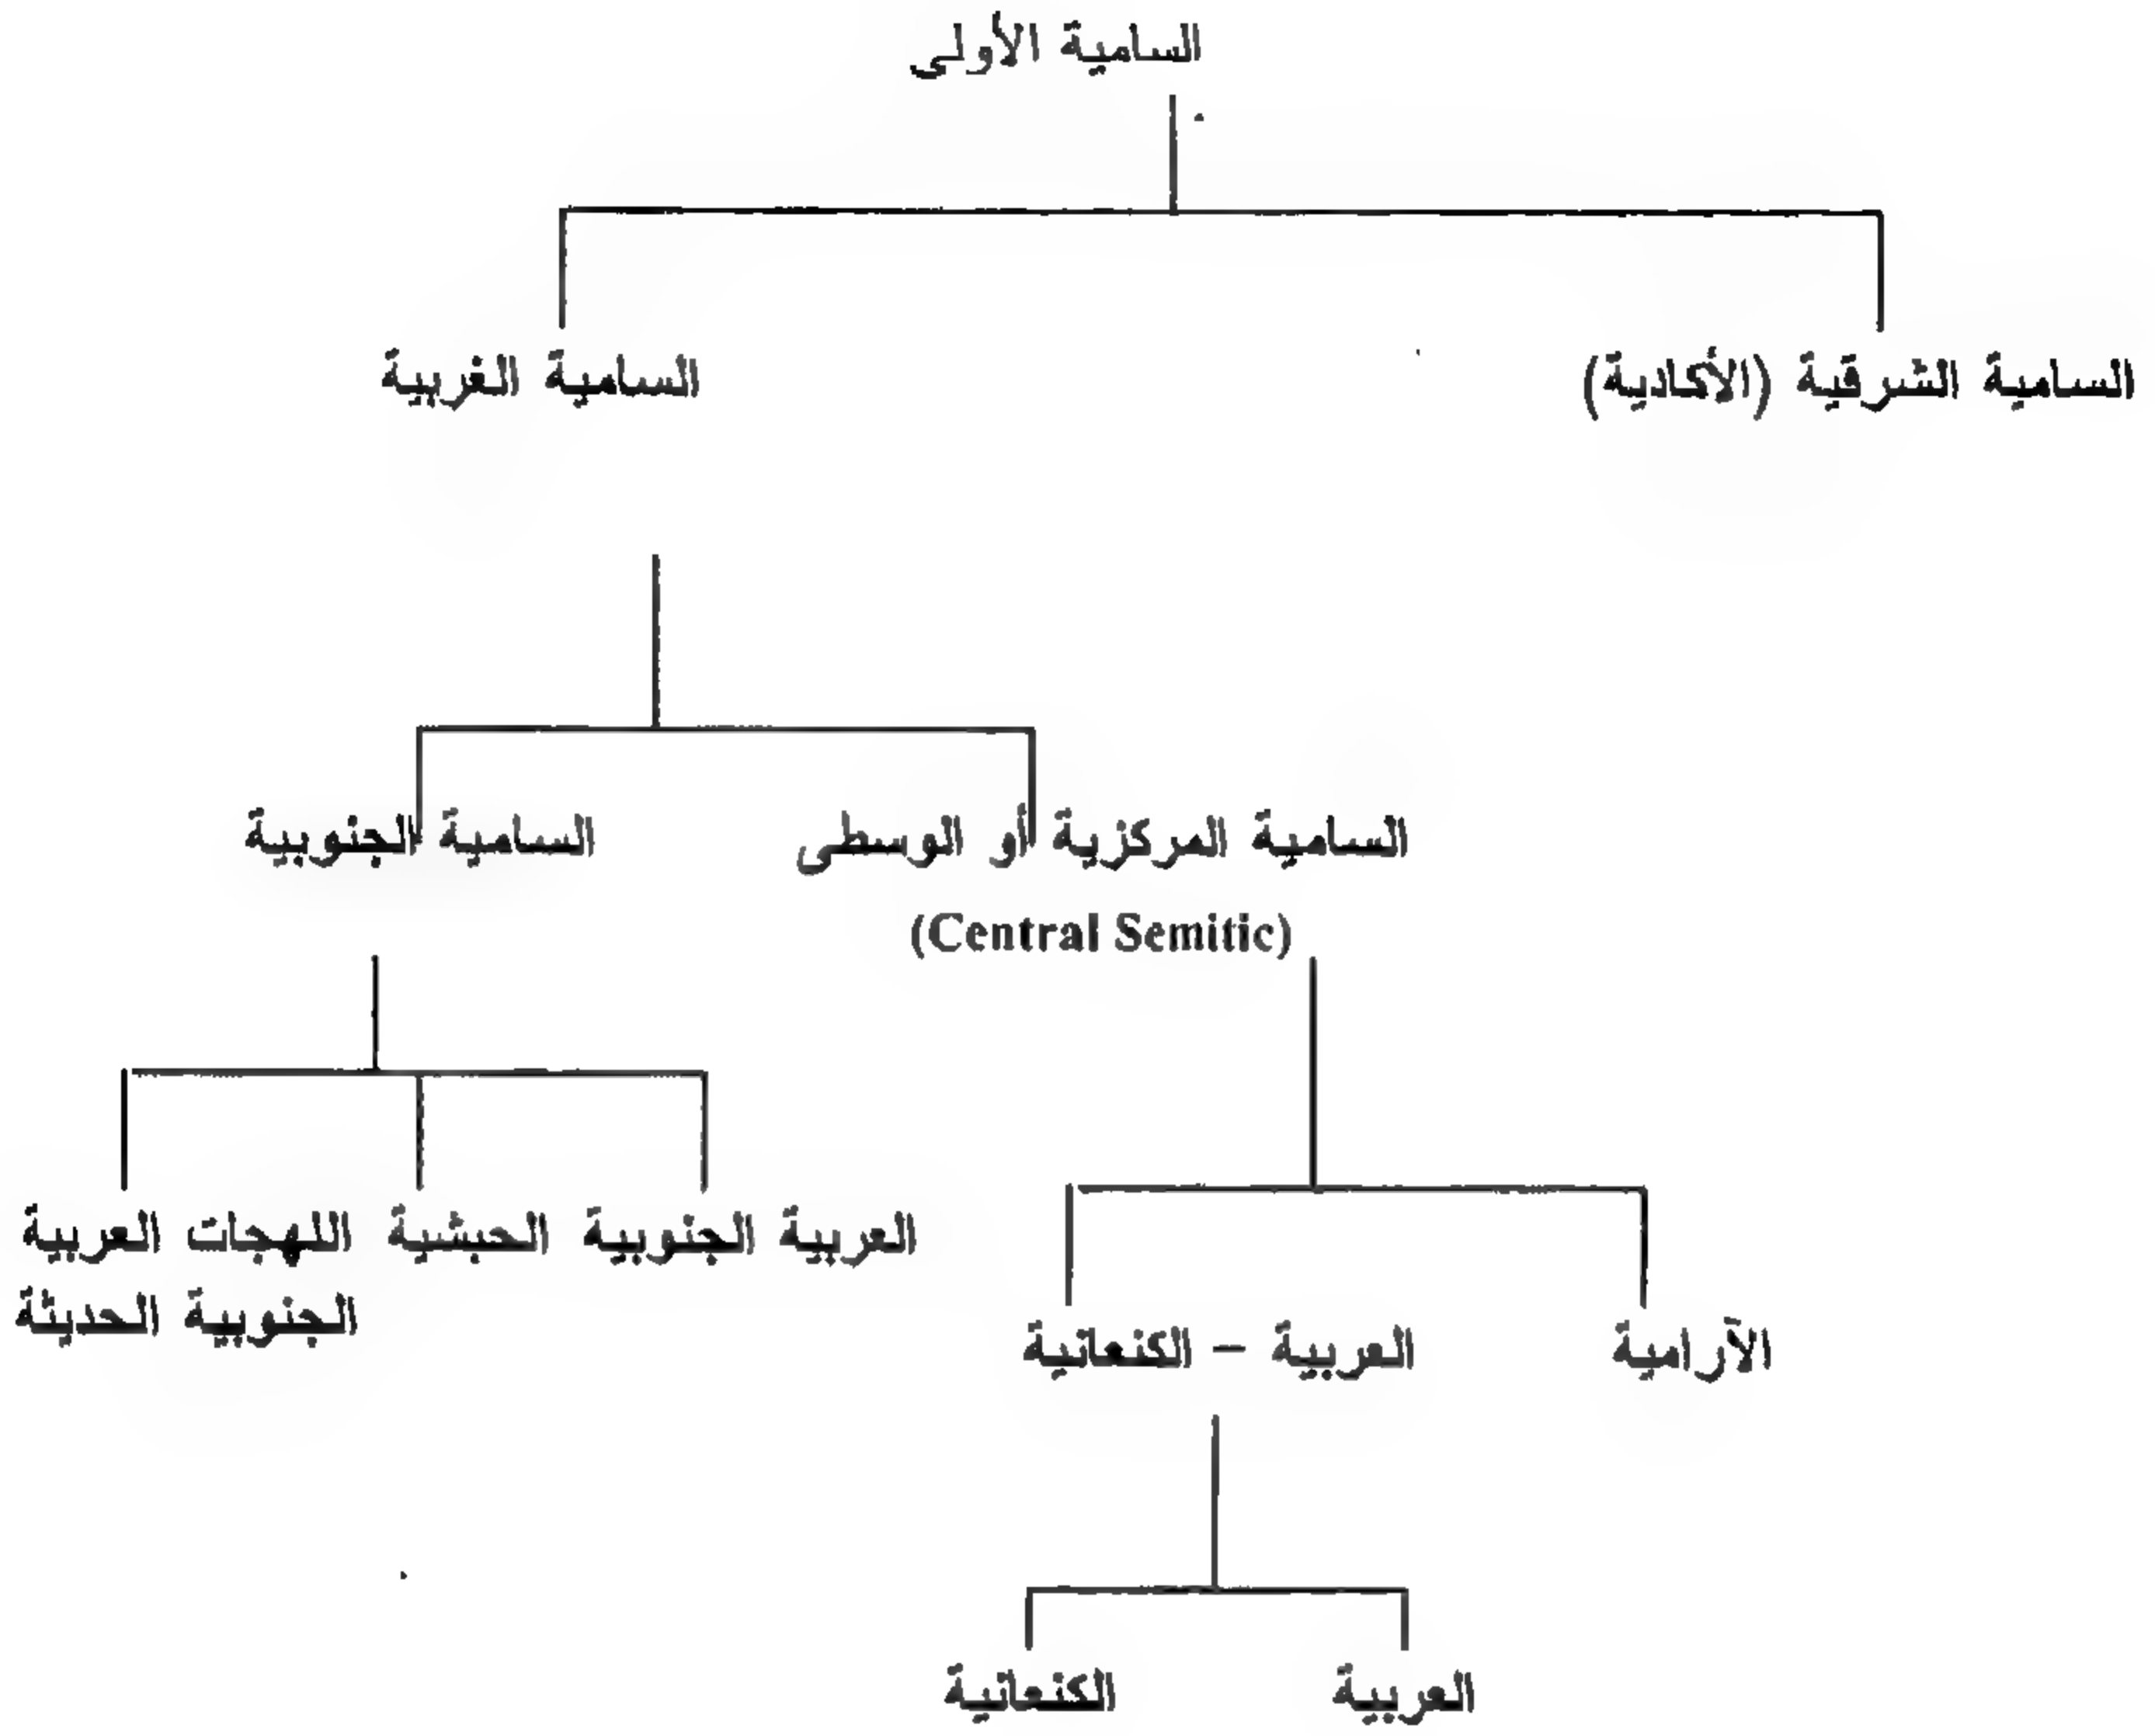 السامية الأولى
السامية الشرقية (الأكادية)
السامية الغربية
السامية المركزية أو الوسطى
(Central Semitic)
السامية الجنوبية
العربية الجنوبية
الحبشية
اللهجات العربية
الجنوبية الحديثة
الآرامية
العربية – الكنعانية
العربية
الكنعانية